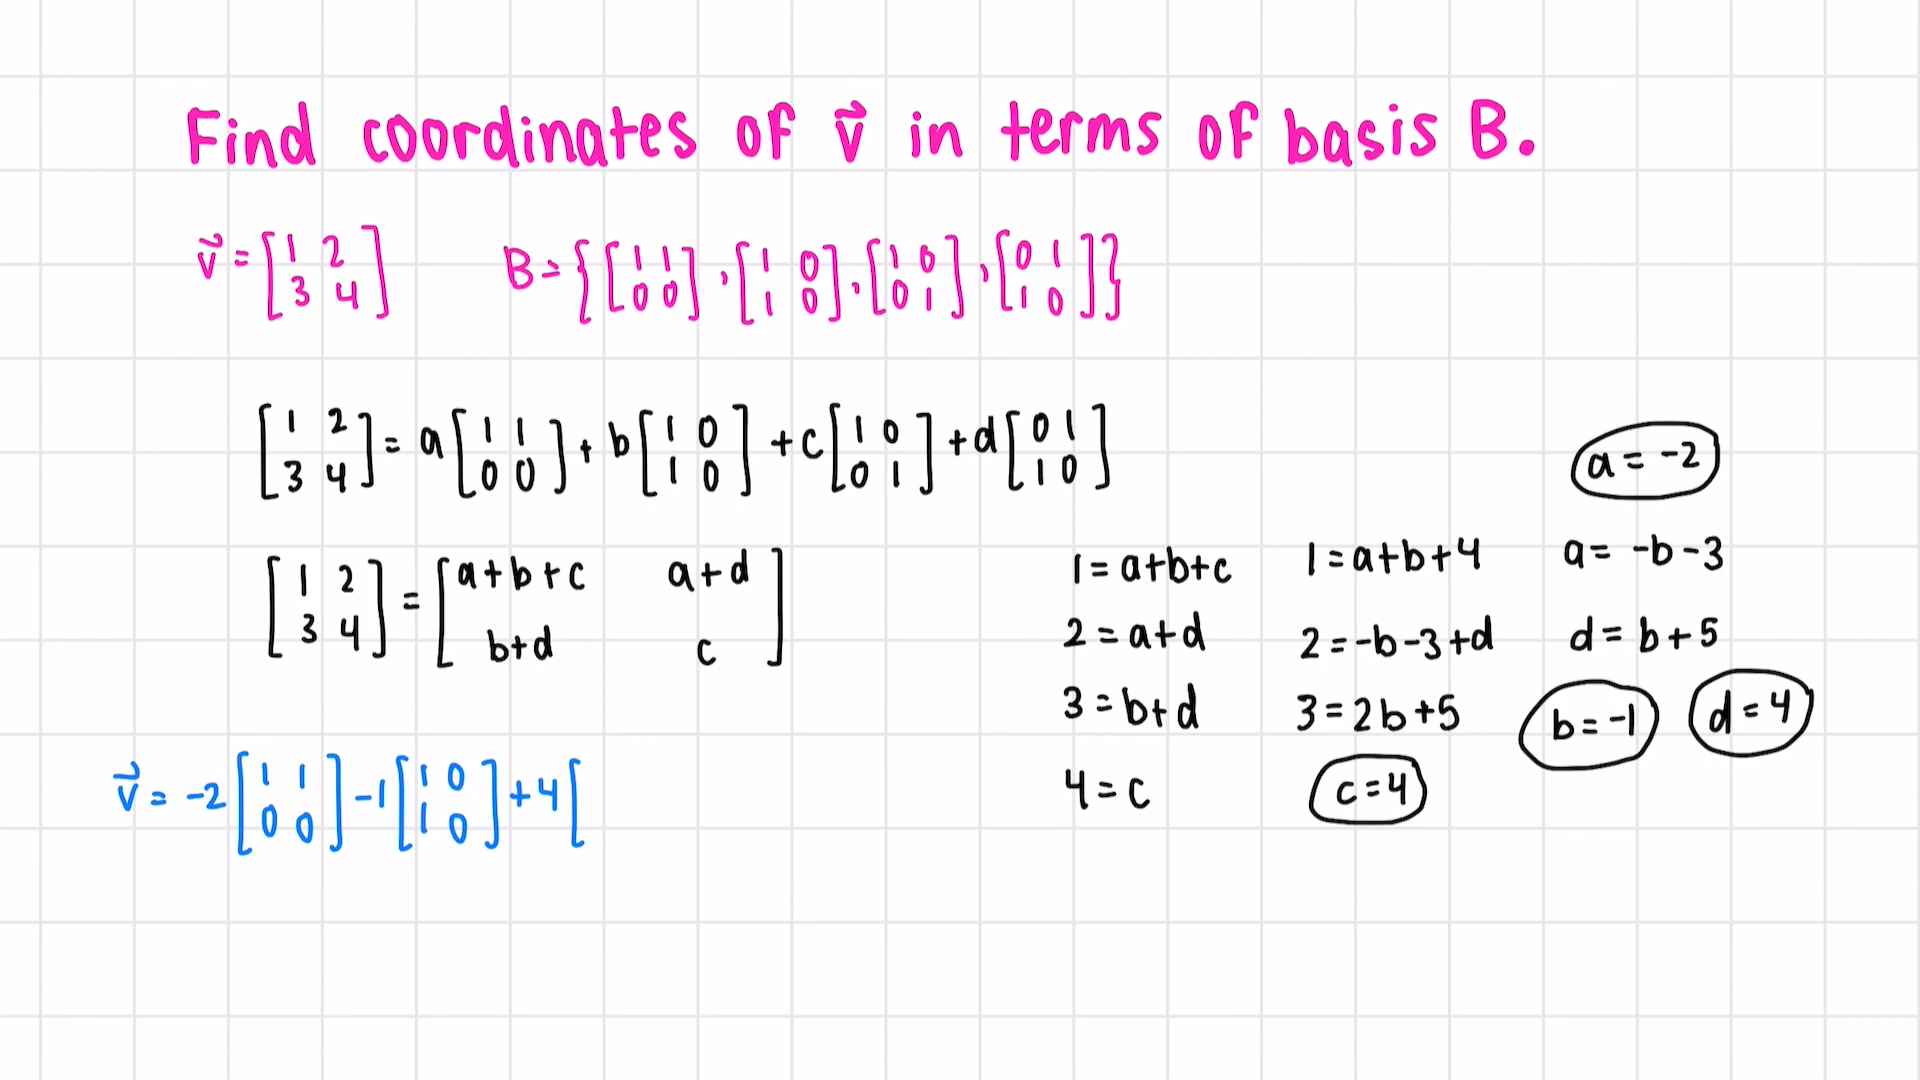 Find coordinates of v⃗ in terms of basis B.
v⃗ = [1 2; 3 4]    B = {[1 1; 0 0], [1 0; 1 0], [1 0; 0 1], [0 1; 1 0]}
[1 2; 3 4] = a[1 1; 0 0] + b[1 0; 1 0] + c[1 0; 0 1] + d[0 1; 1 0]
[1 2; 3 4] = [a+b+c a+d; b+d c]
a = -2
1 = a+b+c    1 = a+b+4    a = -b-3
2 = a+d    2 = -b-3+d    d = b+5
3 = b+d    3 = 2b+5    b = -1    d = 4
4 = c    c = 4
v⃗ = -2[1 1; 0 0] -1[1 0; 1 0] +4[